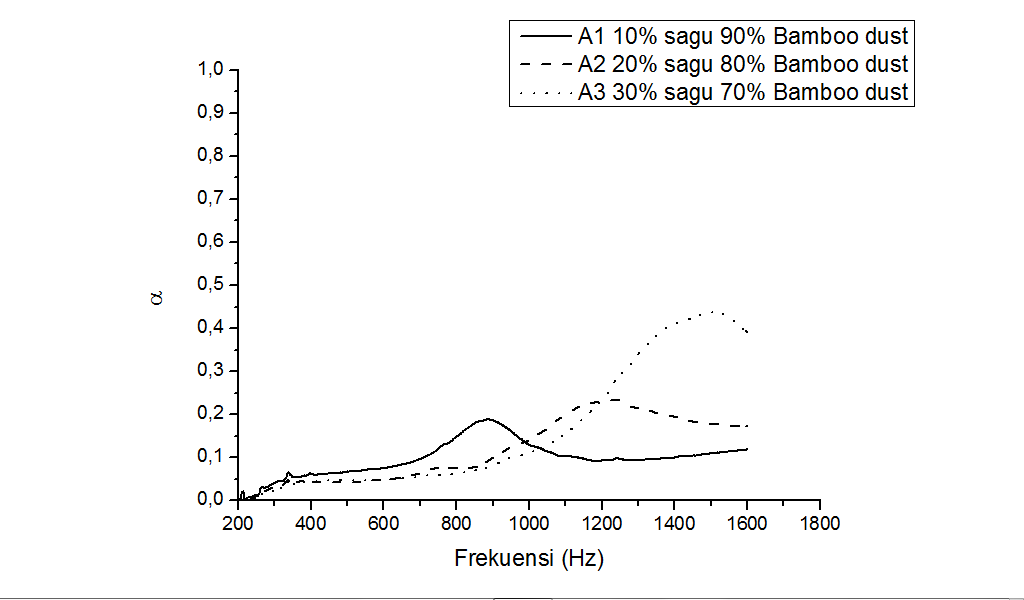 A1 10% sagu 90% Bamboo dust
A2 20% sagu 80% Bamboo dust
A3 30% sagu 70% Bamboo dust
1,0
0,9
0,8
0,7
0,6
0,5
0,4
0,3
0,2
0,1
0,0
α
200 400 600 800 1000 1200 1400 1600 1800
Frekuensi (Hz)